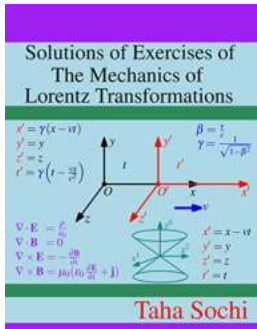 Solutions of Exercises of
The Mechanics of
Lorentz Transformations
x' = γ(x − vt)
y' = y
z' = z
t' = γ(t − vx/c²)
β = v/c
γ = 1/√(1−β²)
y
y'
t
t'
O
O'
x
x'
z
z'
v
∇ · E = ρ/ε₀
∇ · B = 0
∇ × E = −∂B/∂t
∇ × B = μ₀(ε₀ ∂E/∂t + j)
x' = x − vt
y' = y
z' = z
t' = t
Taha Sochi